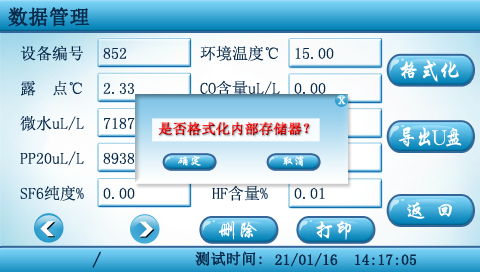 数据管理
设备编号 852 环境温度℃ 15.00 格式化
露 点℃ 2.33 CO含量uL/L 0.00
X
是否格式化内部存储器？
微水uL/L 7187 导出U盘
确定 取消
PP20uL/L 8938
SF6纯度% 0.00 HF含量% 0.01
返 回
< > 删除 打印
/ 测试时间: 21/01/16 14:17:05